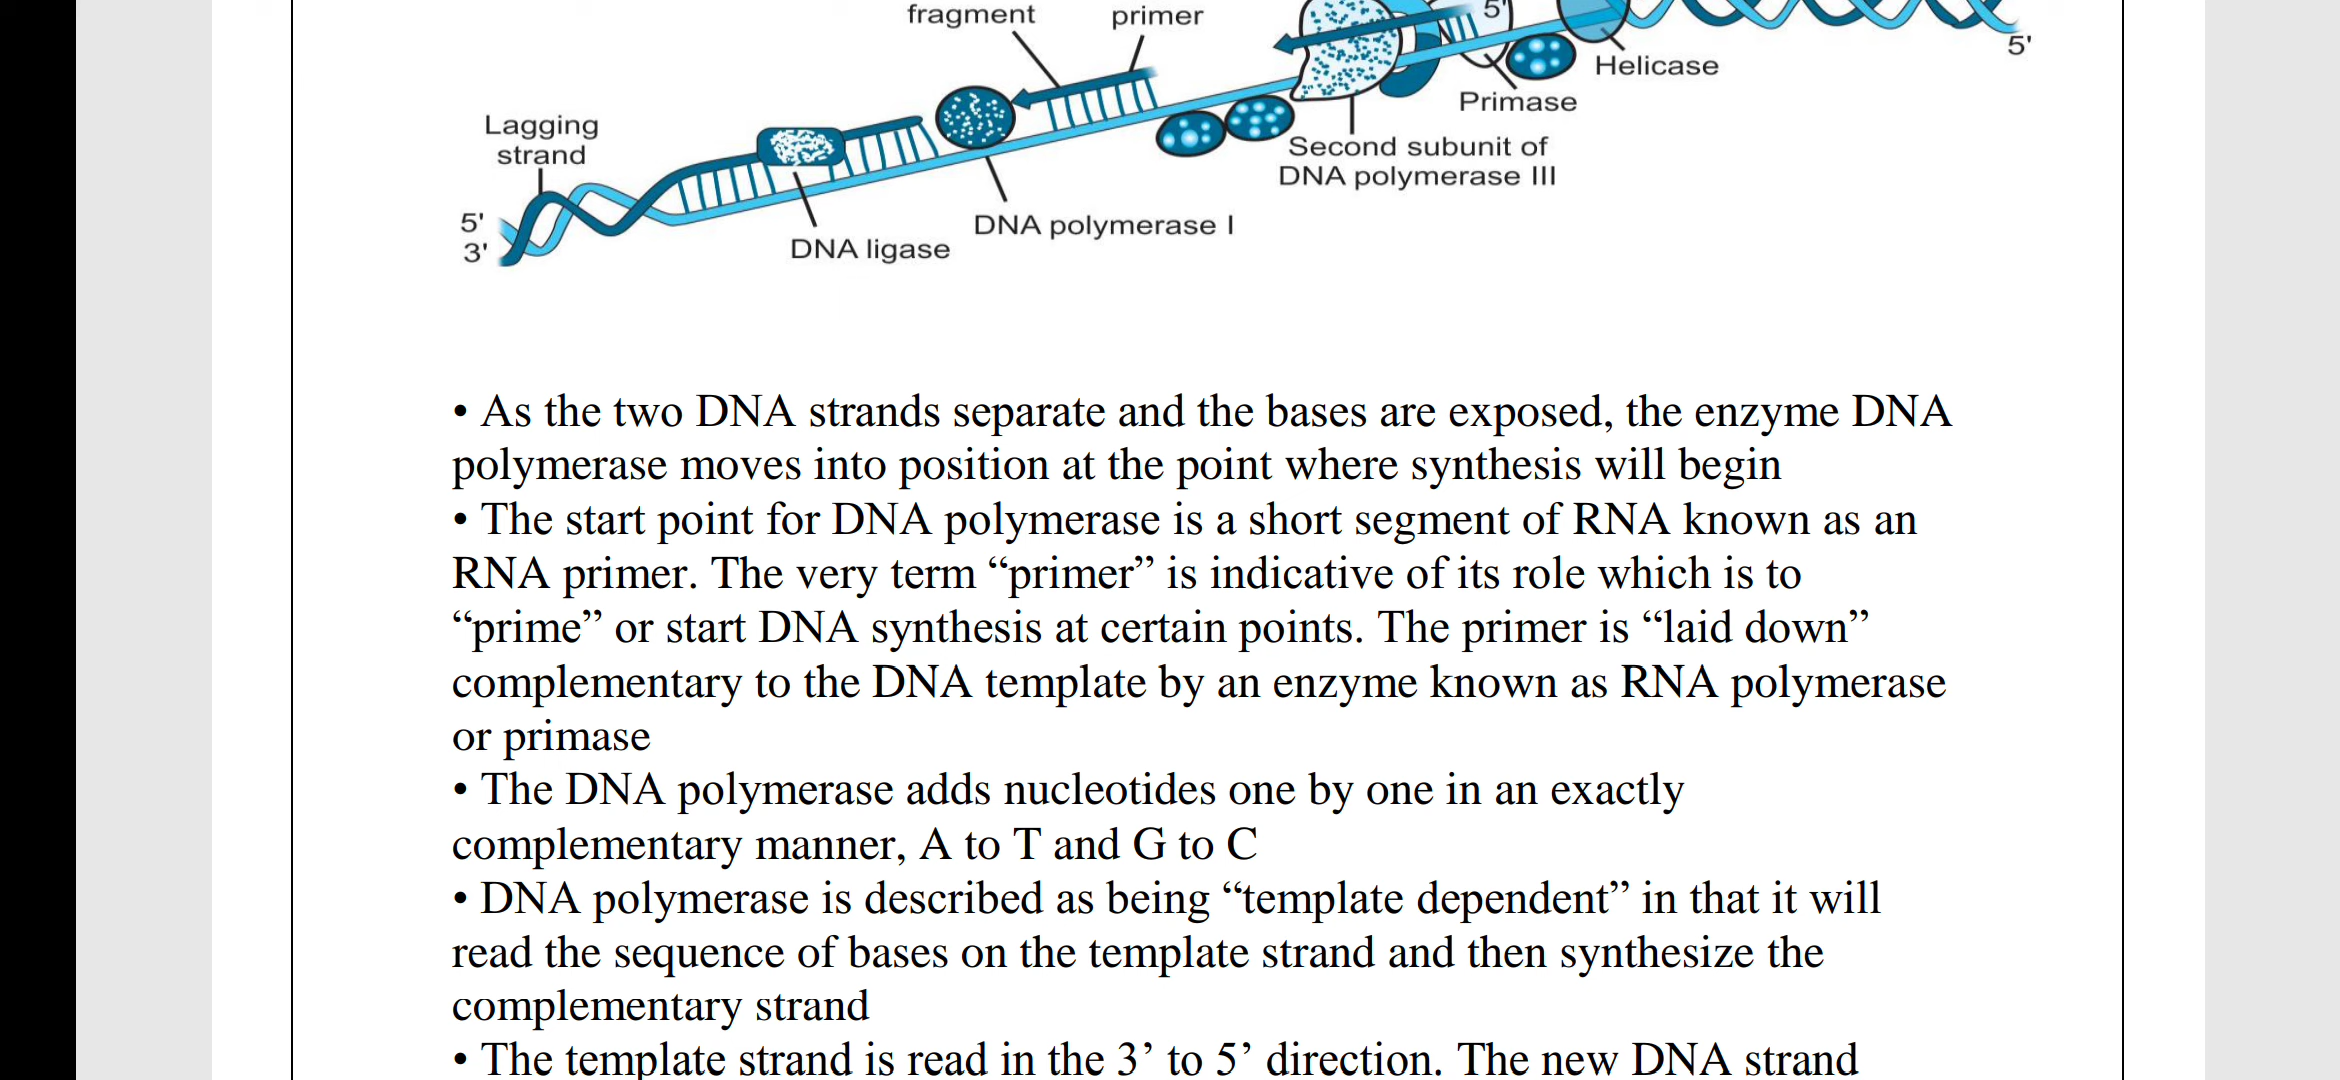 fragment
primer
5'
5'
Helicase
Primase
Lagging
strand
Second subunit of
DNA polymerase III
5'
3'
DNA polymerase I
DNA ligase
• As the two DNA strands separate and the bases are exposed, the enzyme DNA
polymerase moves into position at the point where synthesis will begin
• The start point for DNA polymerase is a short segment of RNA known as an
RNA primer. The very term “primer” is indicative of its role which is to
“prime” or start DNA synthesis at certain points. The primer is “laid down”
complementary to the DNA template by an enzyme known as RNA polymerase
or primase
• The DNA polymerase adds nucleotides one by one in an exactly
complementary manner, A to T and G to C
• DNA polymerase is described as being “template dependent” in that it will
read the sequence of bases on the template strand and then synthesize the
complementary strand
• The template strand is read in the 3’ to 5’ direction. The new DNA strand